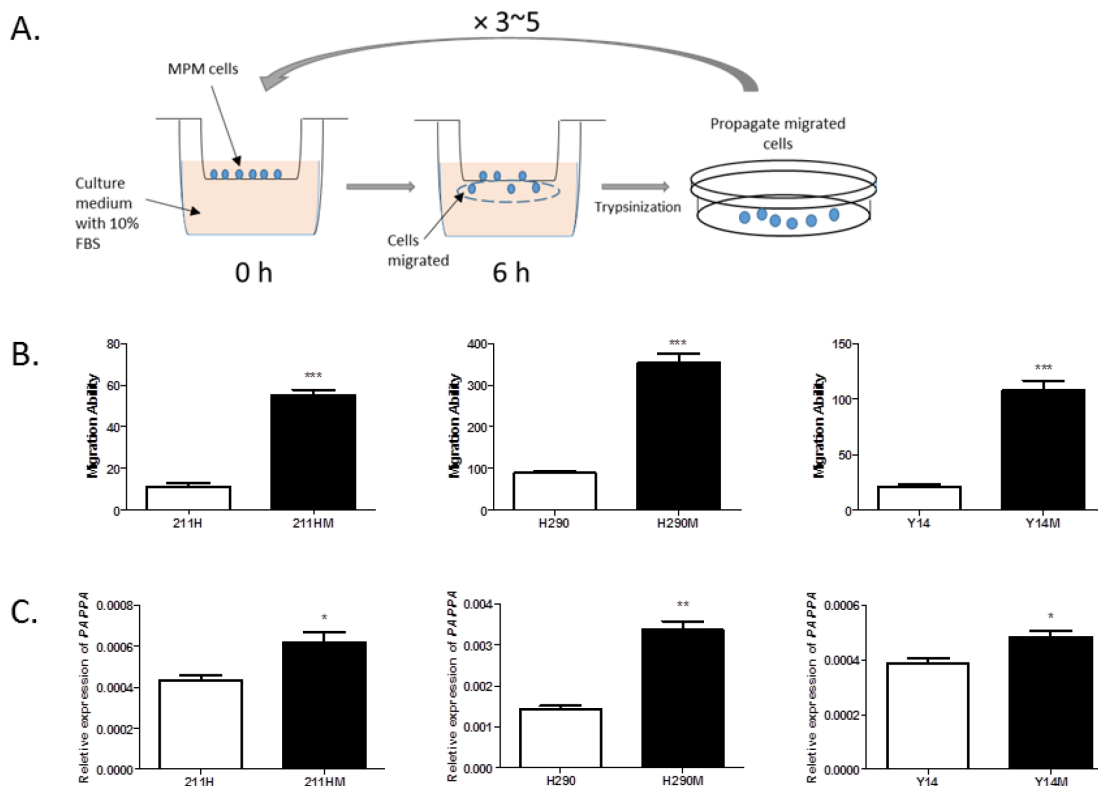 A.
× 3~5
MPM cells
Culture
medium
with 10%
FBS
Cells
migrated
Trypsinization
Propagate migrated
cells
0 h
6 h
B.
Migration Ability
80
60
40
20
0
***
211H
211HM
Migration Ability
400
300
200
100
0
***
H290
H290M
Migration Ability
150
100
50
0
***
Y14
Y14M
C.
Reletive expression of PAPPA
0.0008
0.0006
0.0004
0.0002
0.0000
*
211H
211HM
Reletive expression of PAPPA
0.004
0.003
0.002
0.001
0.000
**
H290
H290M
Reletive expression of PAPPA
0.0006
0.0004
0.0002
0.0000
*
Y14
Y14M